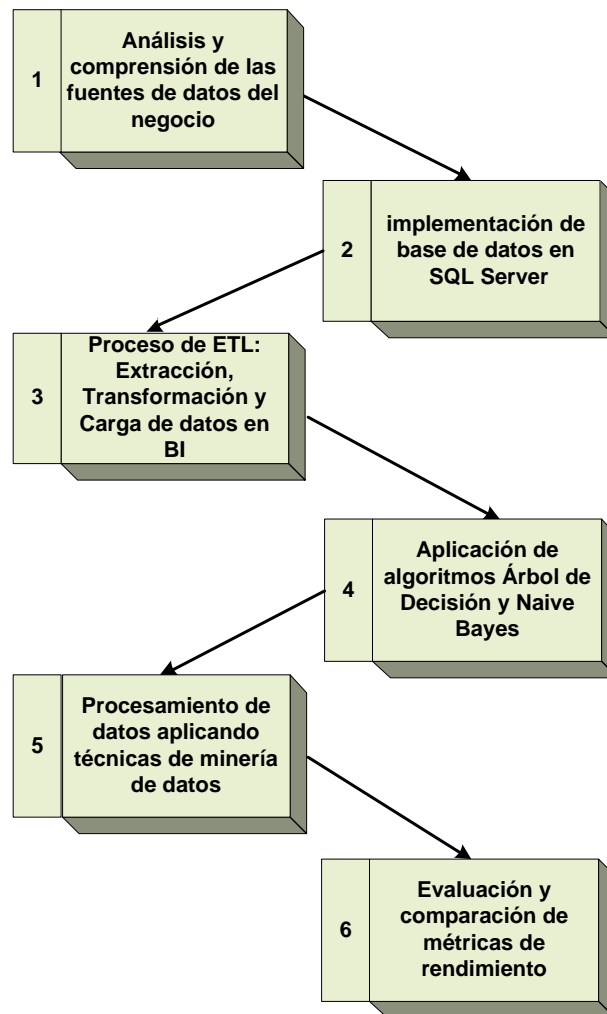 1
Análisis y
comprensión de las
fuentes de datos del
negocio
2
implementación de
base de datos en
SQL Server
3
Proceso de ETL:
Extracción,
Transformación y
Carga de datos en
BI
4
Aplicación de
algoritmos Árbol de
Decisión y Naive
Bayes
5
Procesamiento de
datos aplicando
técnicas de minería
de datos
6
Evaluación y
comparación de
métricas de
rendimiento